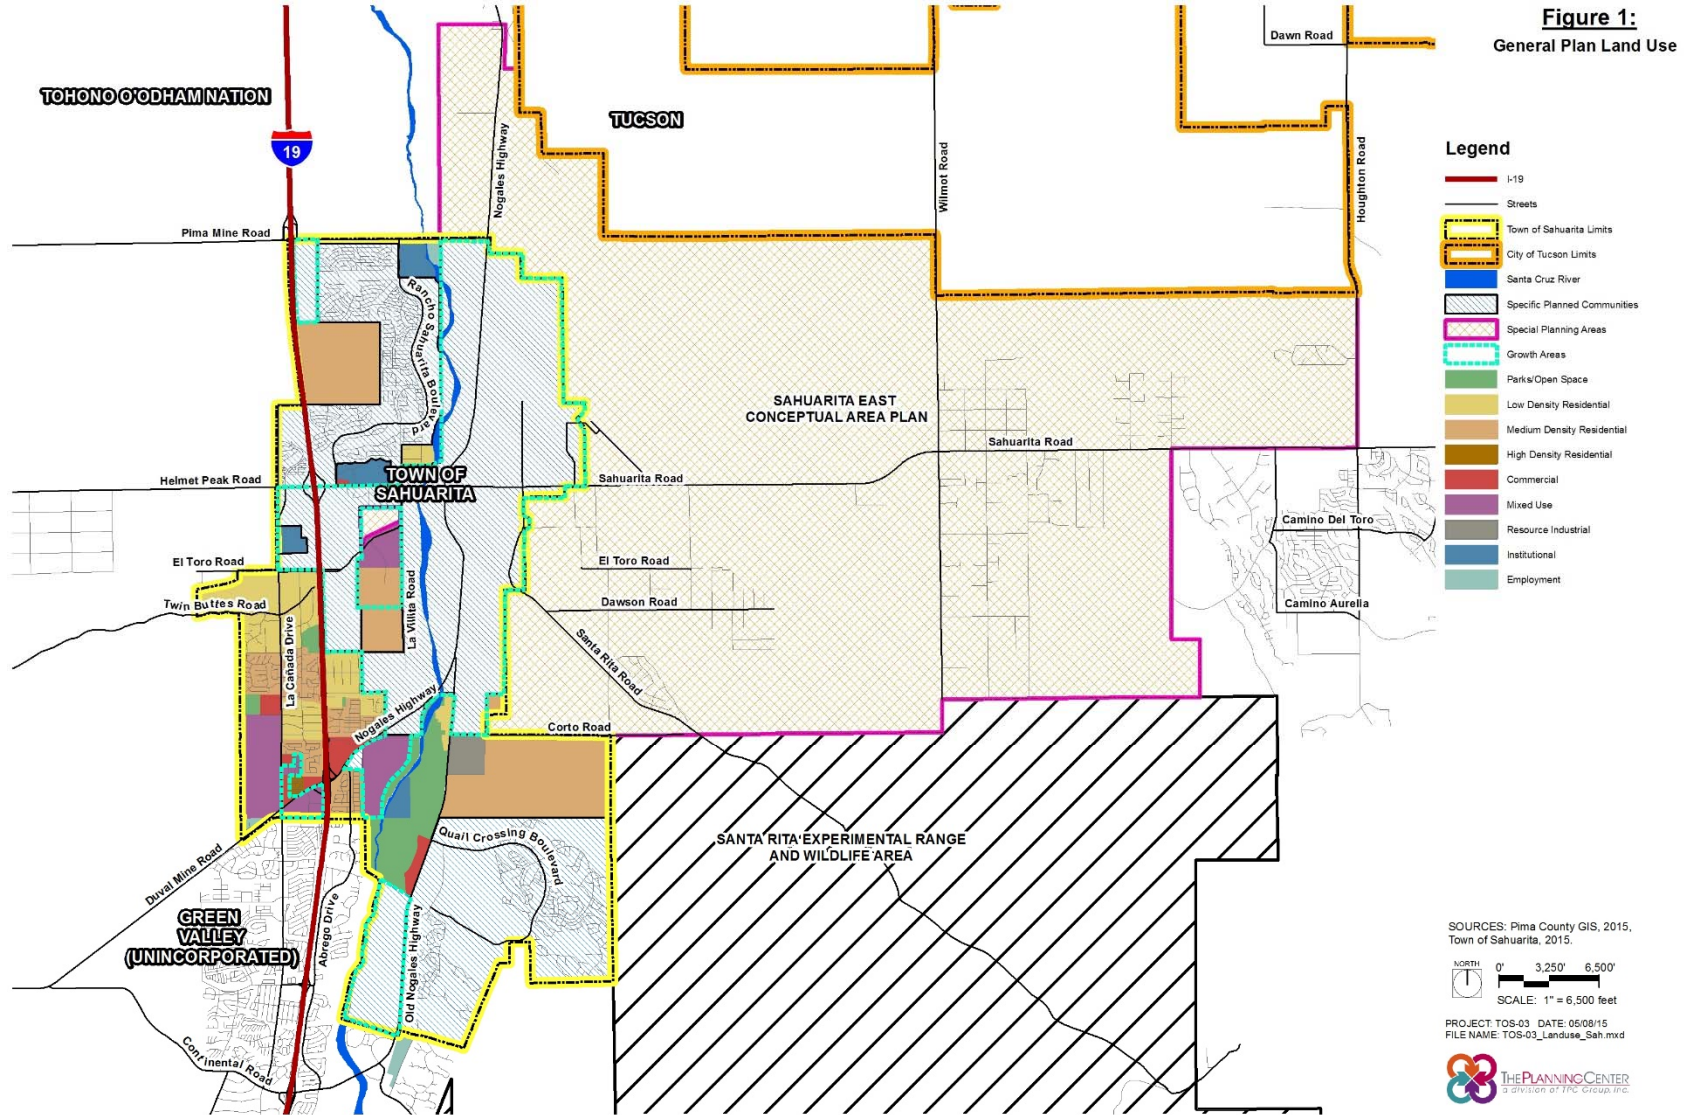 Figure 1:
General Plan Land Use
Dawn Road
TOHONO O'ODHAM NATION
TUCSON
19
Nogales Highway
Wilmot Road
Houghton Road
Legend
I-19
Streets
Town of Sahuarita Limits
City of Tucson Limits
Santa Cruz River
Specific Planned Communities
Special Planning Areas
Growth Areas
Parks/Open Space
Low Density Residential
Medium Density Residential
High Density Residential
Commercial
Mixed Use
Resource Industrial
Institutional
Employment
Pima Mine Road
Rancho Sahuarita Boulevard
SAHUARITA EAST
CONCEPTUAL AREA PLAN
Sahuarita Road
TOWN OF
SAHUARITA
Helmet Peak Road
Sahuarita Road
Camino Del Toro
El Toro Road
El Toro Road
Twin Buttes Road
Dawson Road
Camino Aurelia
La Villita Road
La Cañada Drive
Santa Rita Road
Nogales Highway
Corto Road
Quail Crossing Boulevard
SANTA RITA EXPERIMENTAL RANGE
AND WILDLIFE AREA
Duval Mine Road
GREEN
VALLEY
(UNINCORPORATED)
Abrego Drive
Old Nogales Highway
Continental Road
SOURCES: Pima County GIS, 2015,
Town of Sahuarita, 2015.
NORTH
0' 3,250' 6,500'
SCALE: 1" = 6,500 feet
PROJECT: TOS-03 DATE: 05/08/15
FILE NAME: TOS-03_Landuse_Sah.mxd
THE PLANNING CENTER
a division of TPC Group, Inc.